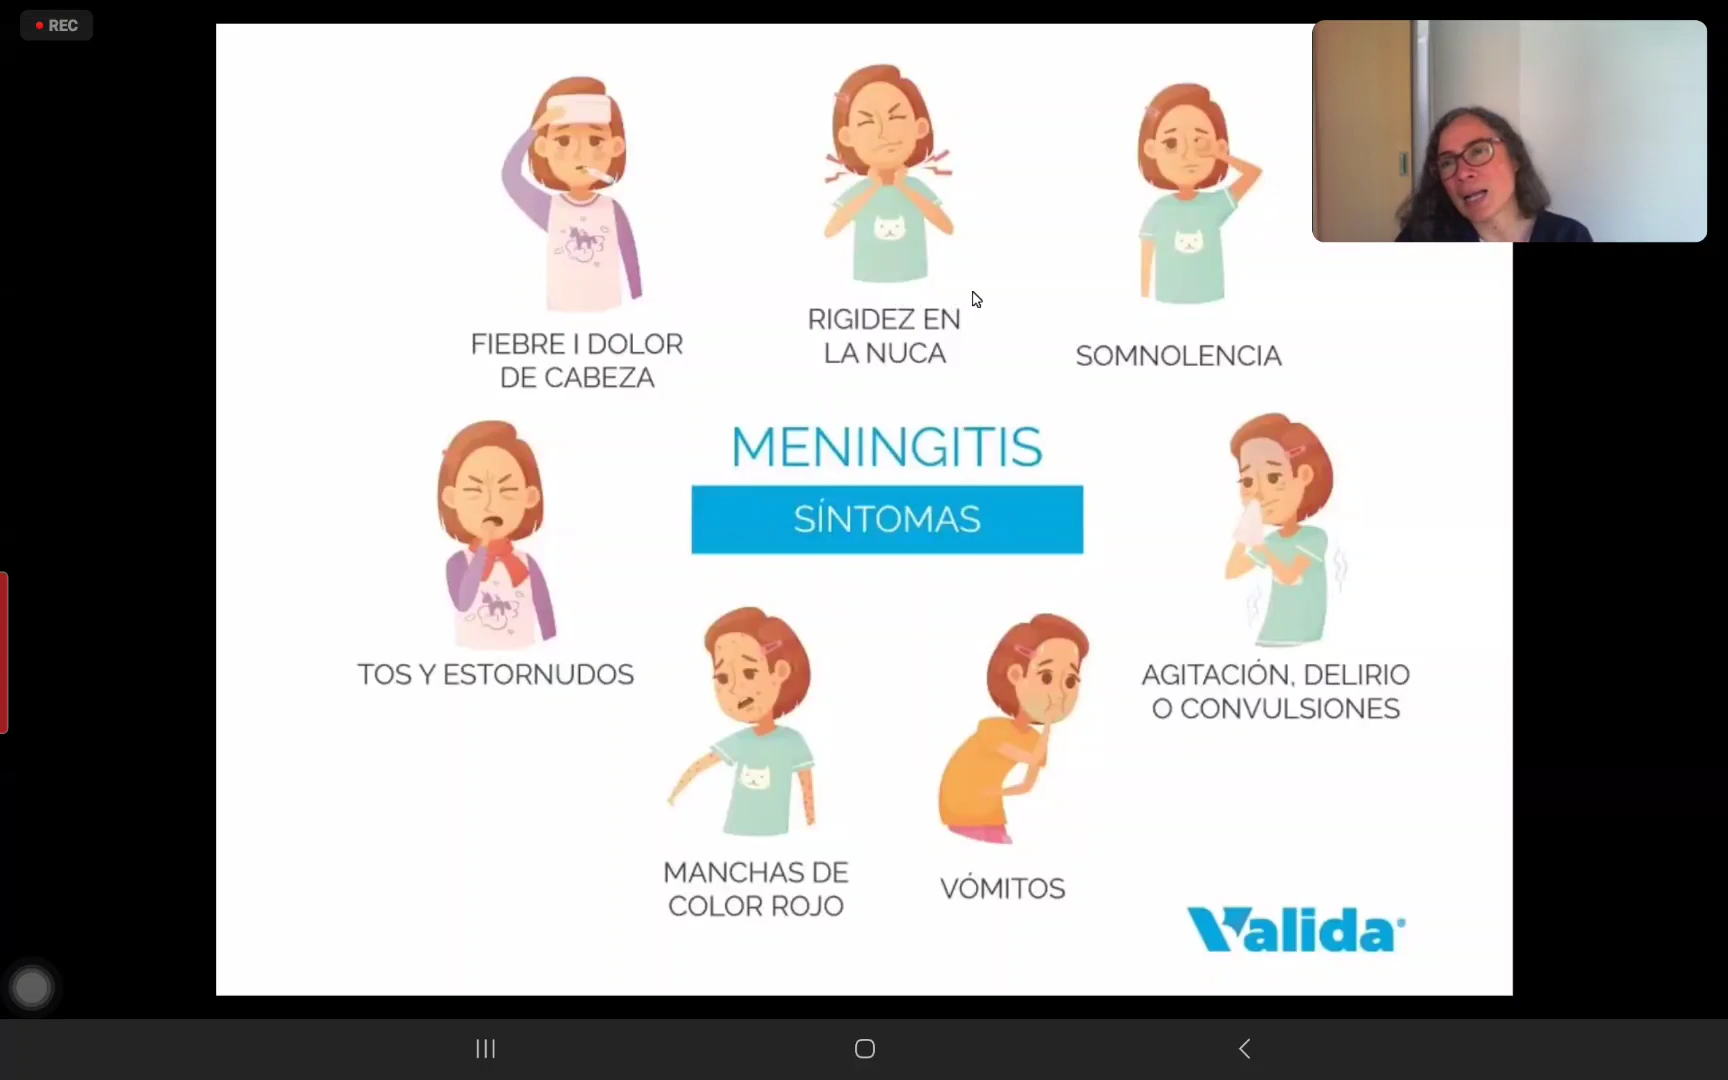 REC
FIEBRE I DOLOR
DE CABEZA
RIGIDEZ EN
LA NUCA
SOMNOLENCIA
MENINGITIS
SÍNTOMAS
TOS Y ESTORNUDOS
AGITACIÓN, DELIRIO
O CONVULSIONES
MANCHAS DE
COLOR ROJO
VÓMITOS
Valida